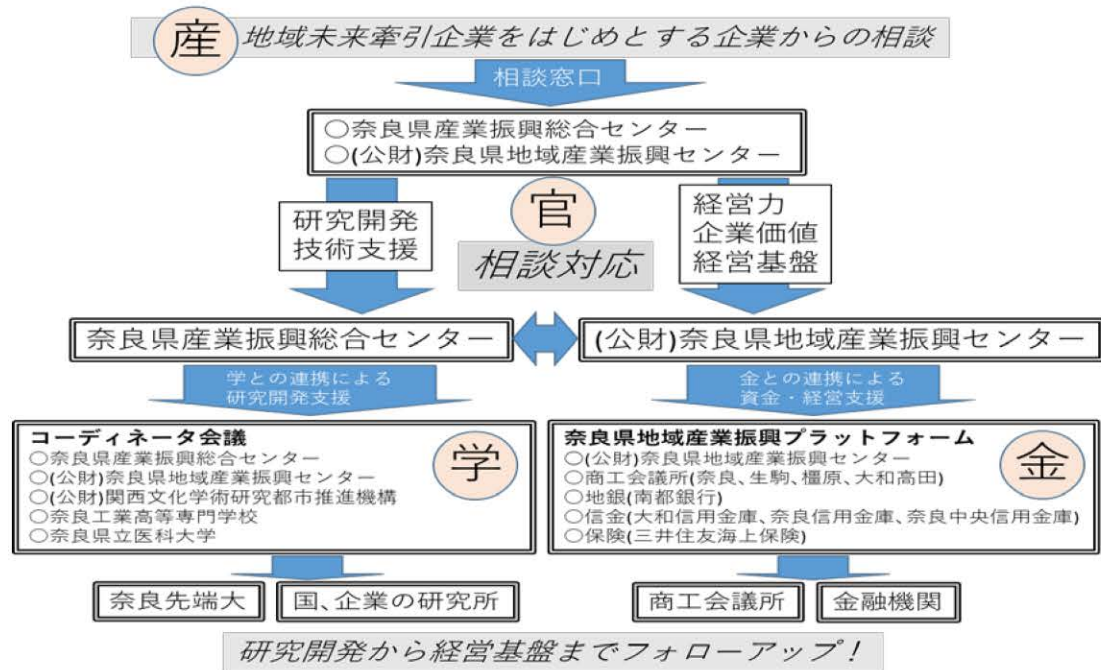 産 地域未来牽引企業をはじめとする企業からの相談
相談窓口
○奈良県産業振興総合センター
○(公財)奈良県地域産業振興センター
研究開発
技術支援
官
相談対応
経営力
企業価値
経営基盤
奈良県産業振興総合センター
(公財)奈良県地域産業振興センター
学との連携による
研究開発支援
金との連携による
資金・経営支援
コーディネータ会議
○奈良県産業振興総合センター
○(公財)奈良県地域産業振興センター
○(公財)関西文化学術研究都市推進機構
○奈良工業高等専門学校
○奈良県立医科大学
学
奈良県地域産業振興プラットフォーム
○(公財)奈良県地域産業振興センター
○商工会議所(奈良、生駒、橿原、大和高田)
○地銀(南都銀行)
○信金(大和信用金庫、奈良信用金庫、奈良中央信用金庫)
○保険(三井住友海上保険)
金
奈良先端大
国、企業の研究所
商工会議所
金融機関
研究開発から経営基盤までフォローアップ！